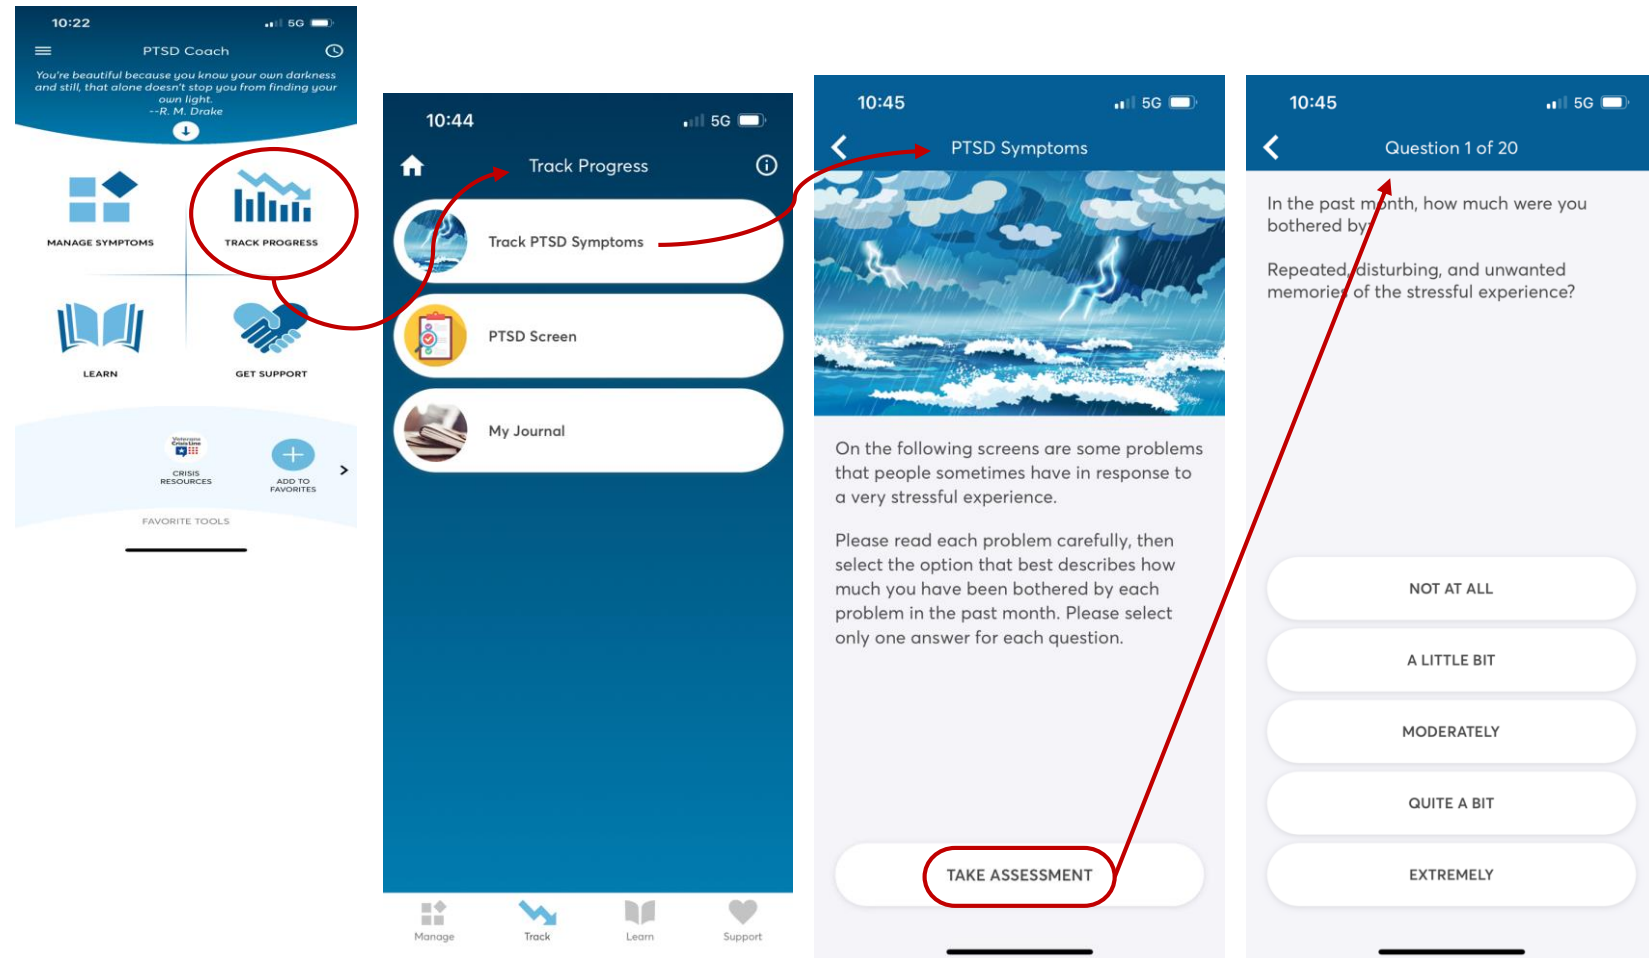 10:22
5G
PTSD Coach
You're beautiful because you know your own darkness
and still, that alone doesn't stop you from finding your
own light.
--R. M. Drake
MANAGE SYMPTOMS
TRACK PROGRESS
LEARN
GET SUPPORT
Veterans
Crisis Line
CRISIS
RESOURCES
ADD TO
FAVORITES
FAVORITE TOOLS
10:44
5G
Track Progress
Track PTSD Symptoms
PTSD Screen
My Journal
Manage
Track
Learn
Support
10:45
5G
PTSD Symptoms
On the following screens are some problems
that people sometimes have in response to
a very stressful experience.
Please read each problem carefully, then
select the option that best describes how
much you have been bothered by each
problem in the past month. Please select
only one answer for each question.
TAKE ASSESSMENT
10:45
5G
Question 1 of 20
In the past month, how much were you
bothered by:
Repeated, disturbing, and unwanted
memories of the stressful experience?
NOT AT ALL
A LITTLE BIT
MODERATELY
QUITE A BIT
EXTREMELY